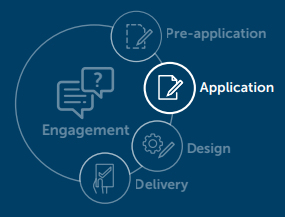 Pre-application
?
Application
Engagement
Design
Delivery